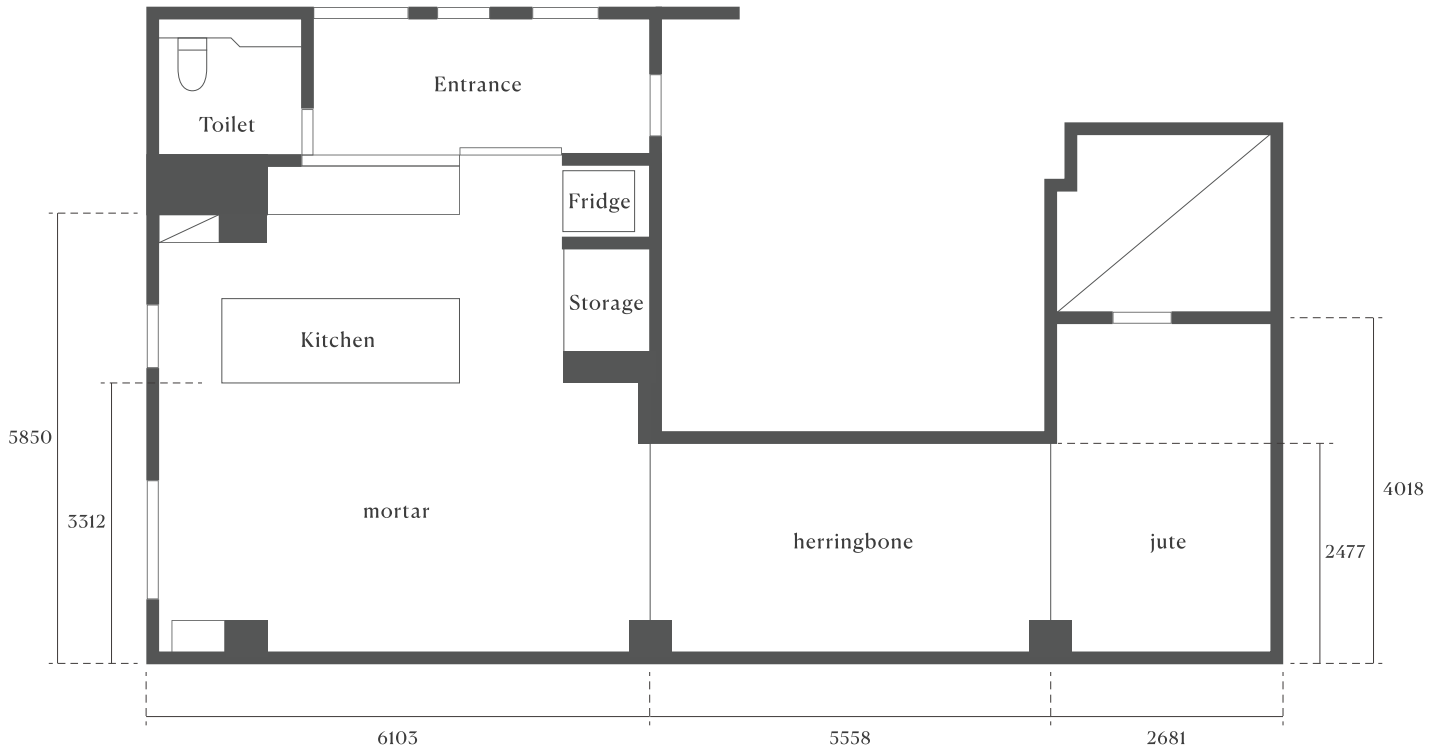 Entrance
Toilet
Fridge
Storage
Kitchen
5850
3312
mortar
herringbone
jute
4018
2477
6103
5558
2681